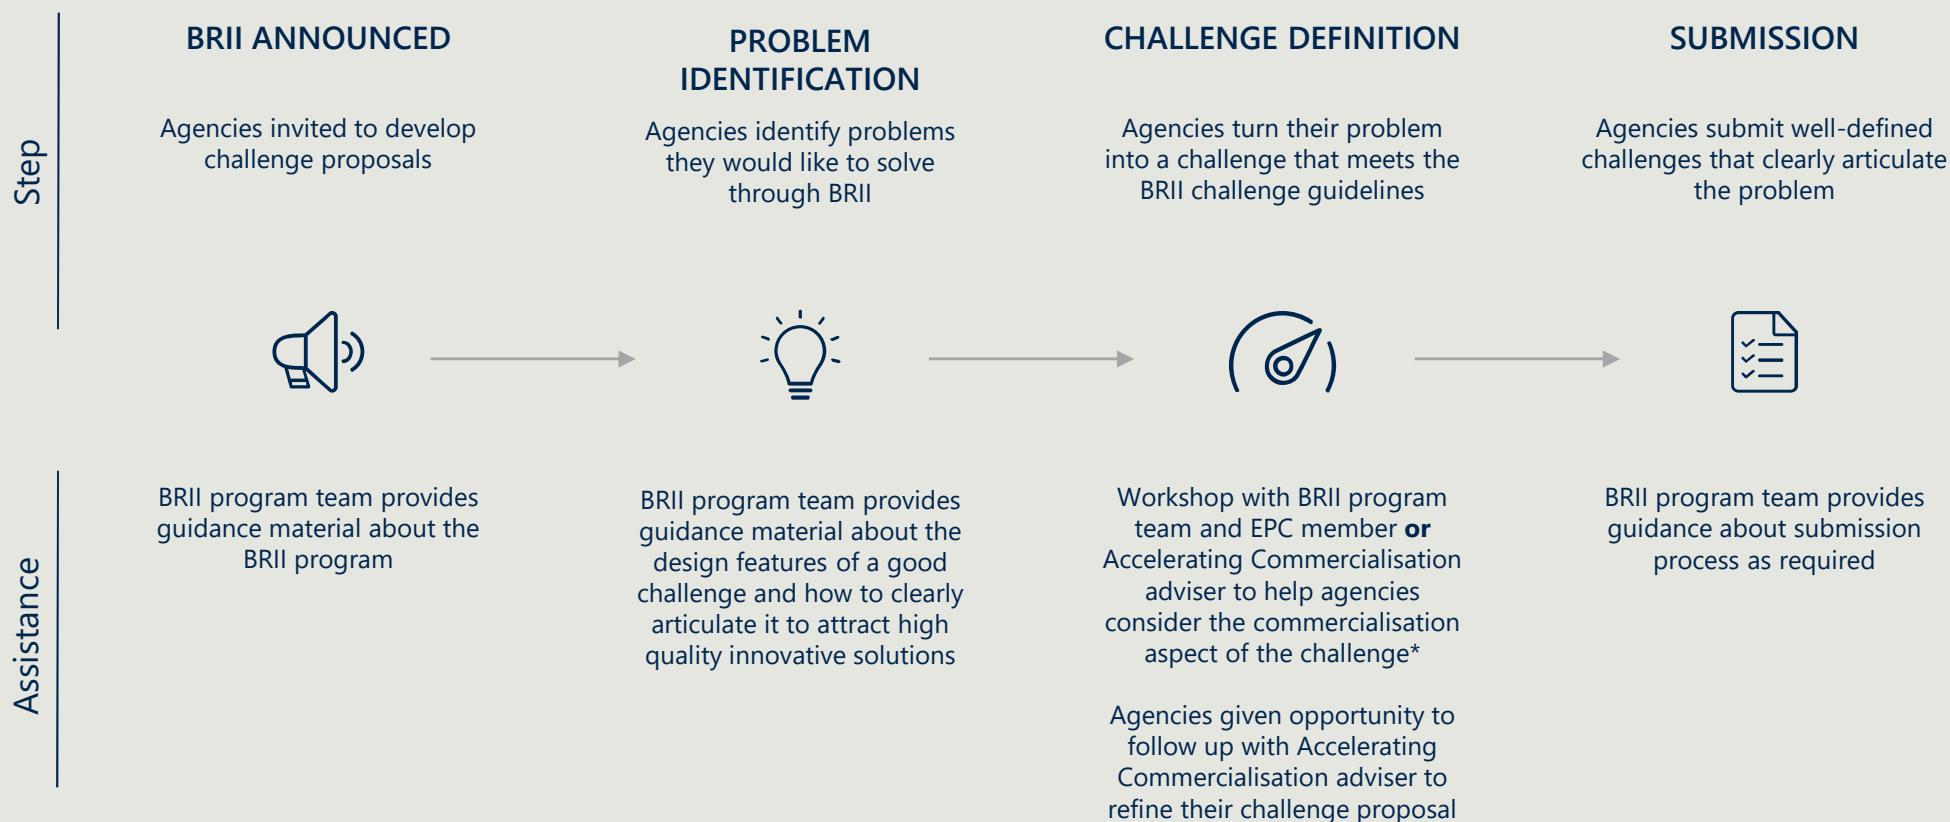 Step
BRII ANNOUNCED
Agencies invited to develop
challenge proposals
PROBLEM
IDENTIFICATION
Agencies identify problems
they would like to solve
through BRII
CHALLENGE DEFINITION
Agencies turn their problem
into a challenge that meets the
BRII challenge guidelines
SUBMISSION
Agencies submit well-defined
challenges that clearly articulate
the problem
Assistance
BRII program team provides
guidance material about the
BRII program
BRII program team provides
guidance material about the
design features of a good
challenge and how to clearly
articulate it to attract high
quality innovative solutions
Workshop with BRII program
team and EPC member or
Accelerating Commercialisation
adviser to help agencies
consider the commercialisation
aspect of the challenge*
Agencies given opportunity to
follow up with Accelerating
Commercialisation adviser to
refine their challenge proposal
BRII program team provides
guidance about submission
process as required